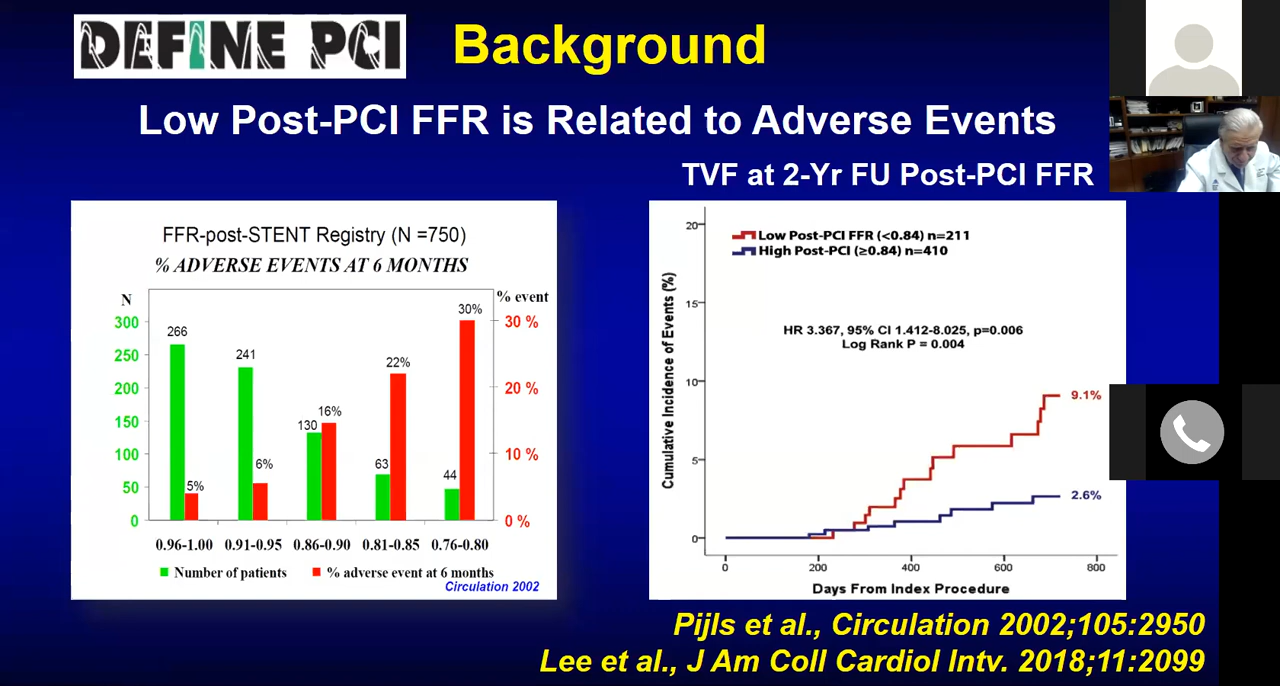 DEFINE PCI
Background
Low Post-PCI FFR is Related to Adverse Events
TVF at 2-Yr FU Post-PCI FFR
FFR-post-STENT Registry (N =750)
% ADVERSE EVENTS AT 6 MONTHS
N
% event
300
250
200
150
100
50
0
266
241
130
63
44
5%
6%
16%
22%
30%
30 %
20 %
10 %
0 %
0.96-1.00 0.91-0.95 0.86-0.90 0.81-0.85 0.76-0.80
Number of patients % adverse event at 6 months
Circulation 2002
Low Post-PCI FFR (<0.84) n=211
High Post-PCI (≥0.84) n=410
HR 3.367, 95% CI 1.412-8.025, p=0.006
Log Rank P = 0.004
Cumulative Incidence of Events (%)
20
15
10
5
0
9.1%
2.6%
0 200 400 600 800
Days From Index Procedure
Pijls et al., Circulation 2002;105:2950
Lee et al., J Am Coll Cardiol Intv. 2018;11:2099